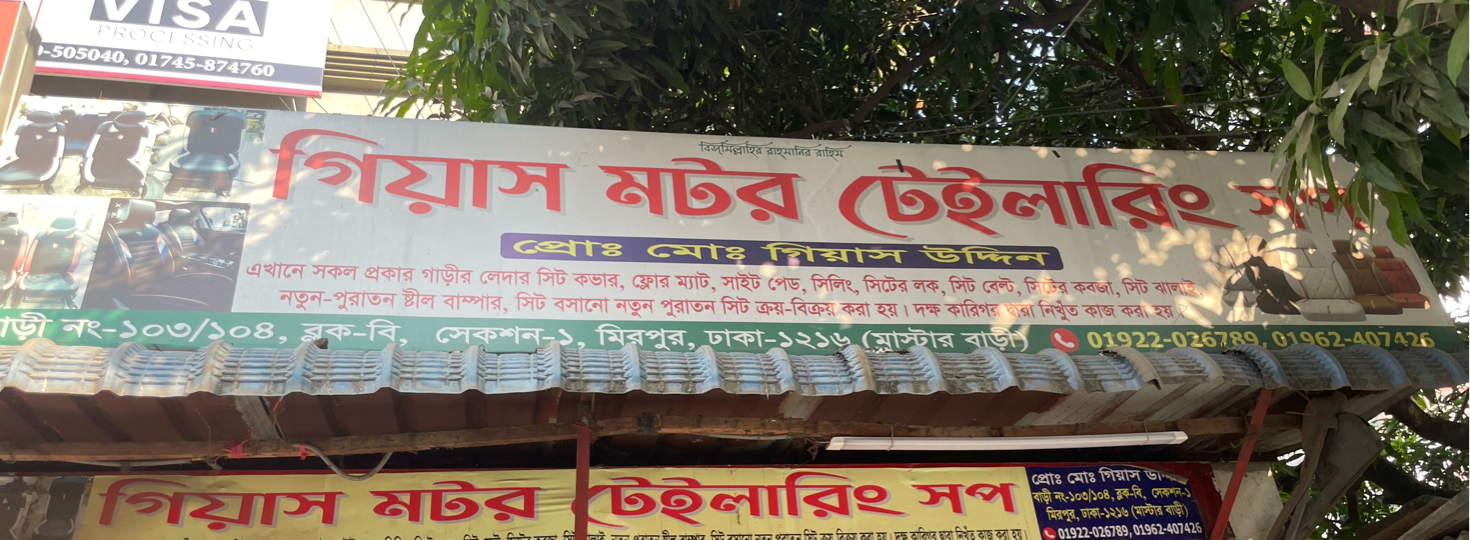 VISA
PROCESSING
-505040, 01745-874760
বিস্‌মিল্লাহির রাহ্‌মানির রাহিম
গিয়াস মটর টেইলারিং সপ
প্রোঃ মোঃ গিয়াস উদ্দিন
এখানে সকল প্রকার গাড়ীর লেদার সিট কভার, ফ্লোর ম্যাট, সাইট পেড, সিলিং, সিটের লক, সিট বেল্ট, সিটের কবজা, সিট ঝালাই,
নতুন-পুরাতন ষ্টীল বাম্পার, সিট বসানো নতুন পুরাতন সিট ক্রয়-বিক্রয় করা হয়। দক্ষ কারিগর দ্বারা নিখুঁত কাজ করা হয়।
বাড়ী নং-১০৩/১০৪, ব্লক-বি, সেকশন-১, মিরপুর, ঢাকা-১২১৬ (মাস্টার বাড়ী) 01922-026789, 01962-407426
গিয়াস মটর টেইলারিং সপ
প্রোঃ মোঃ গিয়াস
বাড়ী নং-১০৩/১০৪, ব্লক-বি, সেকশন-১
মিরপুর, ঢাকা-১২১৬ (মাস্টার বাড়ী)
01922-026789, 01962-407426